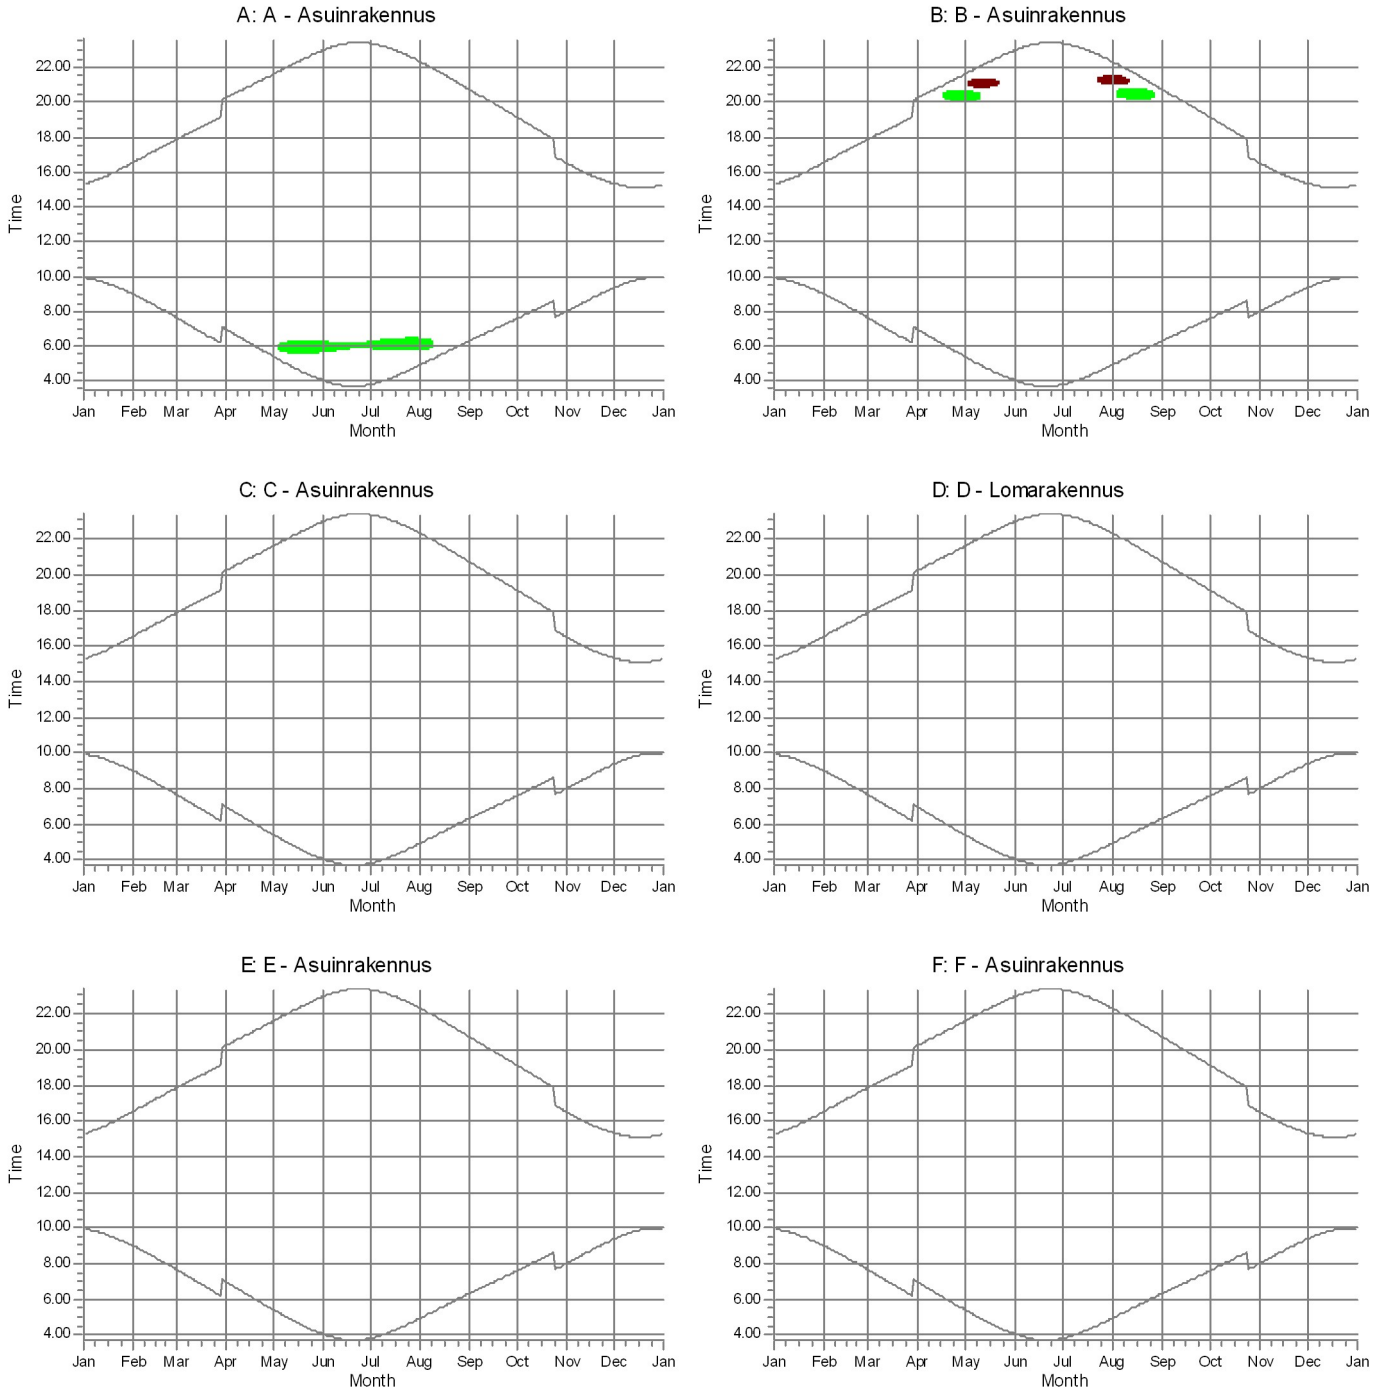 A: A - Asuinrakennus
22.00
20.00
18.00
16.00
14.00
12.00
10.00
8.00
6.00
4.00
Time
Jan Feb Mar Apr May Jun Jul Aug Sep Oct Nov Dec Jan
Month
B: B - Asuinrakennus
22.00
20.00
18.00
16.00
14.00
12.00
10.00
8.00
6.00
4.00
Time
Jan Feb Mar Apr May Jun Jul Aug Sep Oct Nov Dec Jan
Month
C: C - Asuinrakennus
22.00
20.00
18.00
16.00
14.00
12.00
10.00
8.00
6.00
4.00
Time
Jan Feb Mar Apr May Jun Jul Aug Sep Oct Nov Dec Jan
Month
D: D - Lomarakennus
22.00
20.00
18.00
16.00
14.00
12.00
10.00
8.00
6.00
4.00
Time
Jan Feb Mar Apr May Jun Jul Aug Sep Oct Nov Dec Jan
Month
E: E - Asuinrakennus
22.00
20.00
18.00
16.00
14.00
12.00
10.00
8.00
6.00
4.00
Time
Jan Feb Mar Apr May Jun Jul Aug Sep Oct Nov Dec Jan
Month
F: F - Asuinrakennus
22.00
20.00
18.00
16.00
14.00
12.00
10.00
8.00
6.00
4.00
Time
Jan Feb Mar Apr May Jun Jul Aug Sep Oct Nov Dec Jan
Month